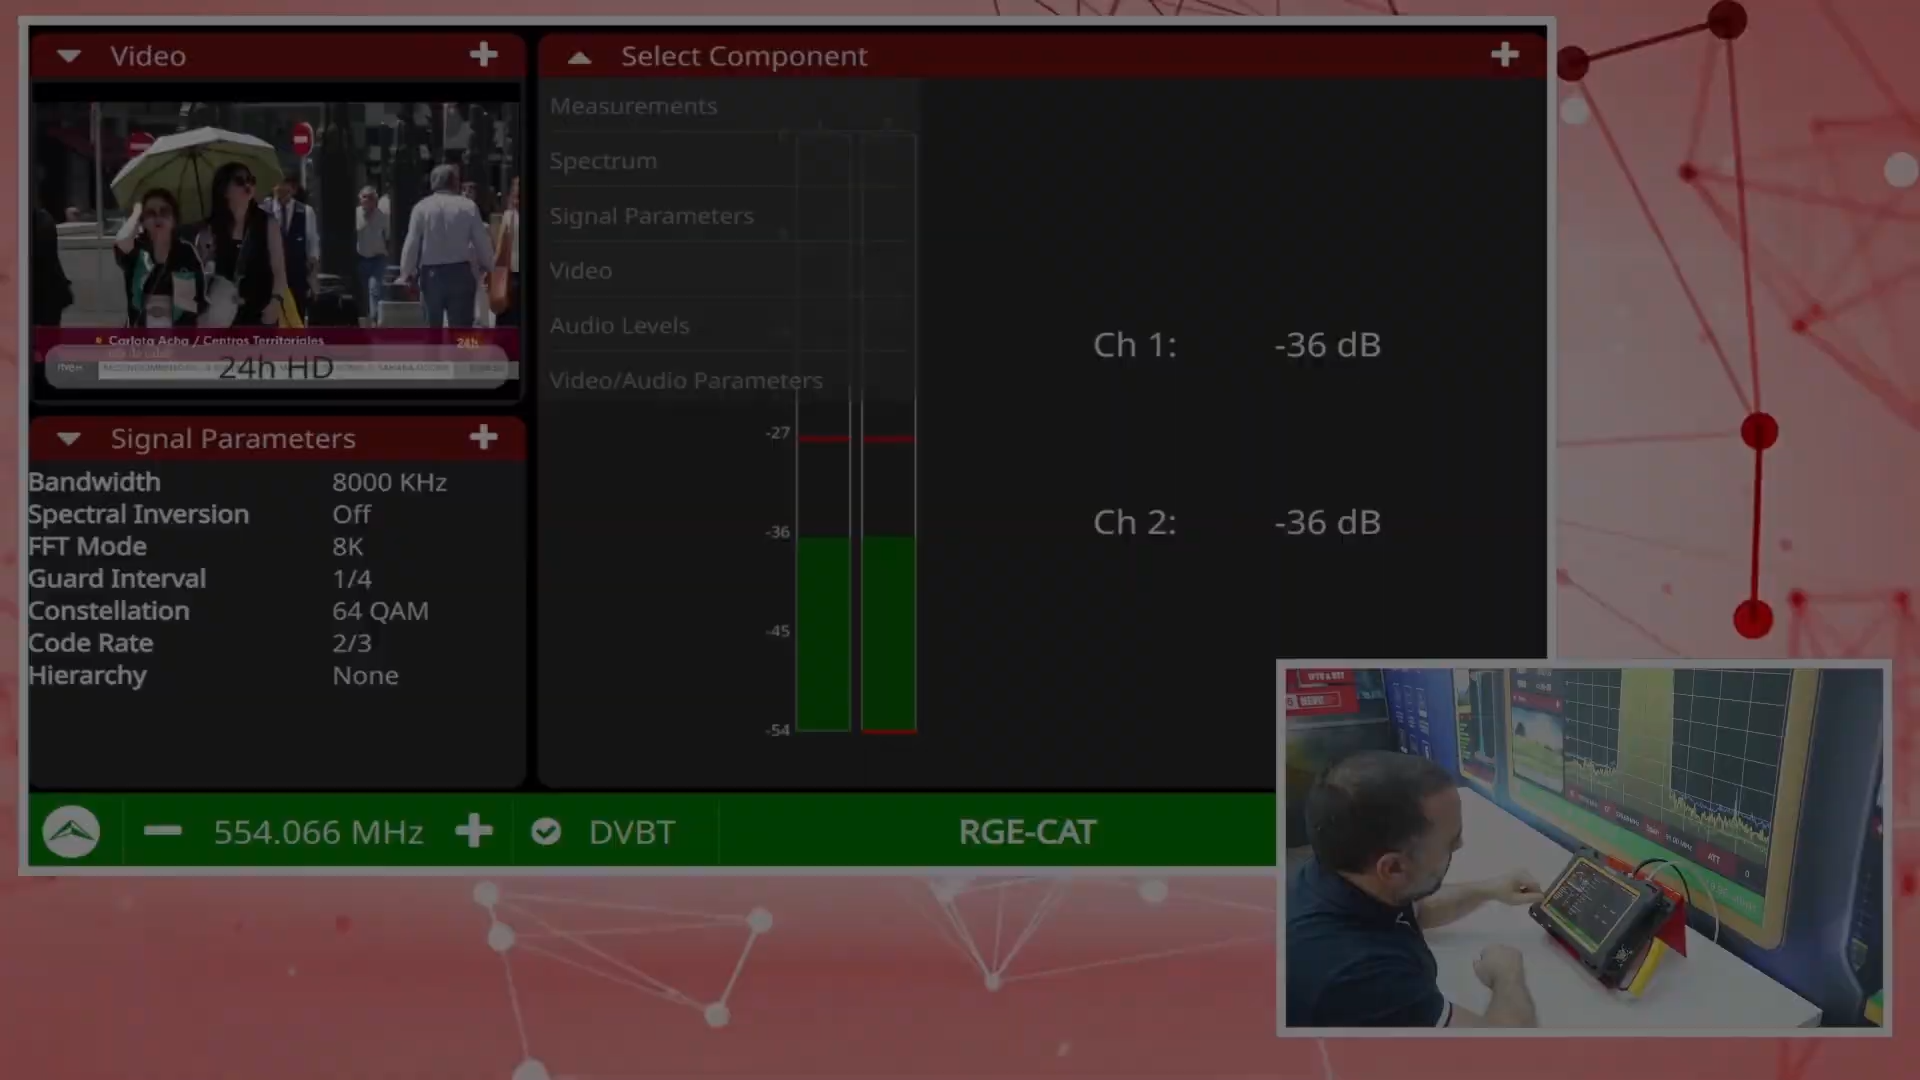 Video
Carlota Acha / Centros Territoriales
24h
24h HD
Signal Parameters
Bandwidth 8000 KHz
Spectral Inversion Off
FFT Mode 8K
Guard Interval 1/4
Constellation 64 QAM
Code Rate 2/3
Hierarchy None
Select Component
Measurements
Spectrum
Signal Parameters
Video
Audio Levels
Video/Audio Parameters
-27
-36
-45
-54
Ch 1: -36 dB
Ch 2: -36 dB
554.066 MHz
DVBT
RGE-CAT
ATT
0